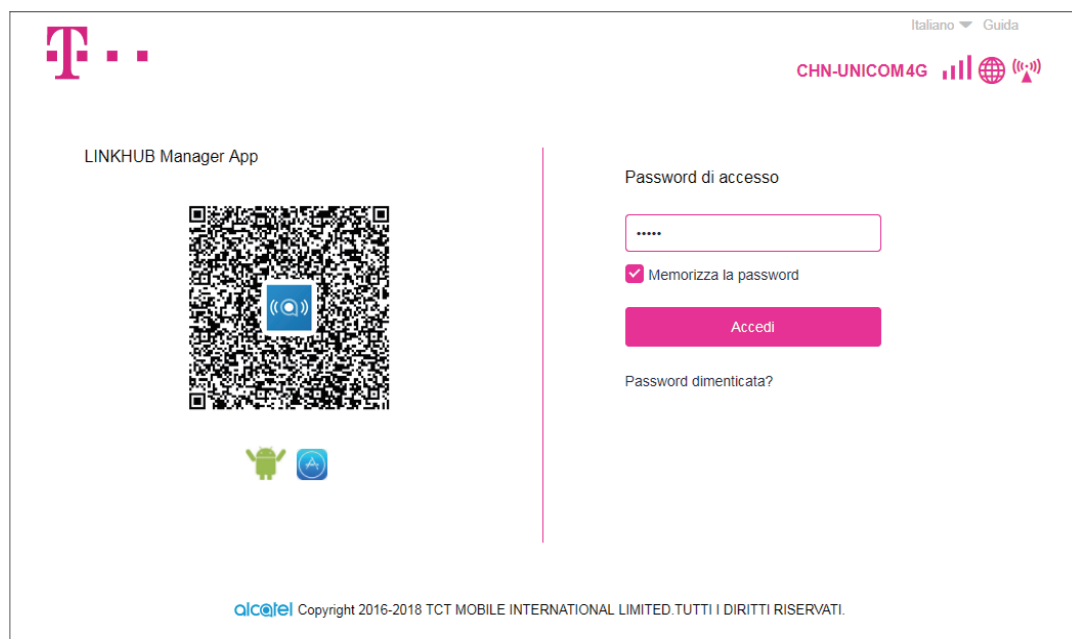 Italiano Guida
T
CHN-UNICOM4G
LINKHUB Manager App
Password di accesso
•••••
Memorizza la password
Accedi
Password dimenticata?
alcatel Copyright 2016-2018 TCT MOBILE INTERNATIONAL LIMITED.TUTTI I DIRITTI RISERVATI.